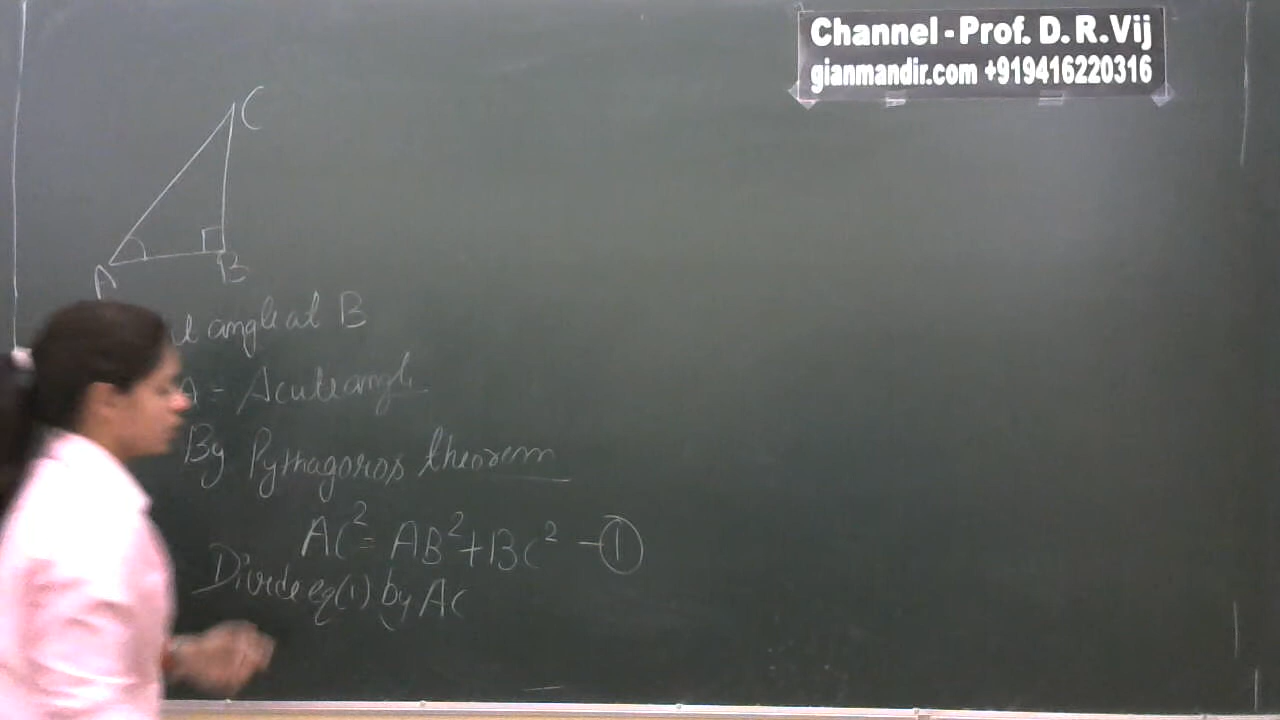 Channel - Prof. D. R. Vij
gianmandir.com +919416220316
C
A
B
angle at B
A = Acute angle
By Pythagoros theorem
AC² = AB² + BC² - ①
Divide eq (1) by AC